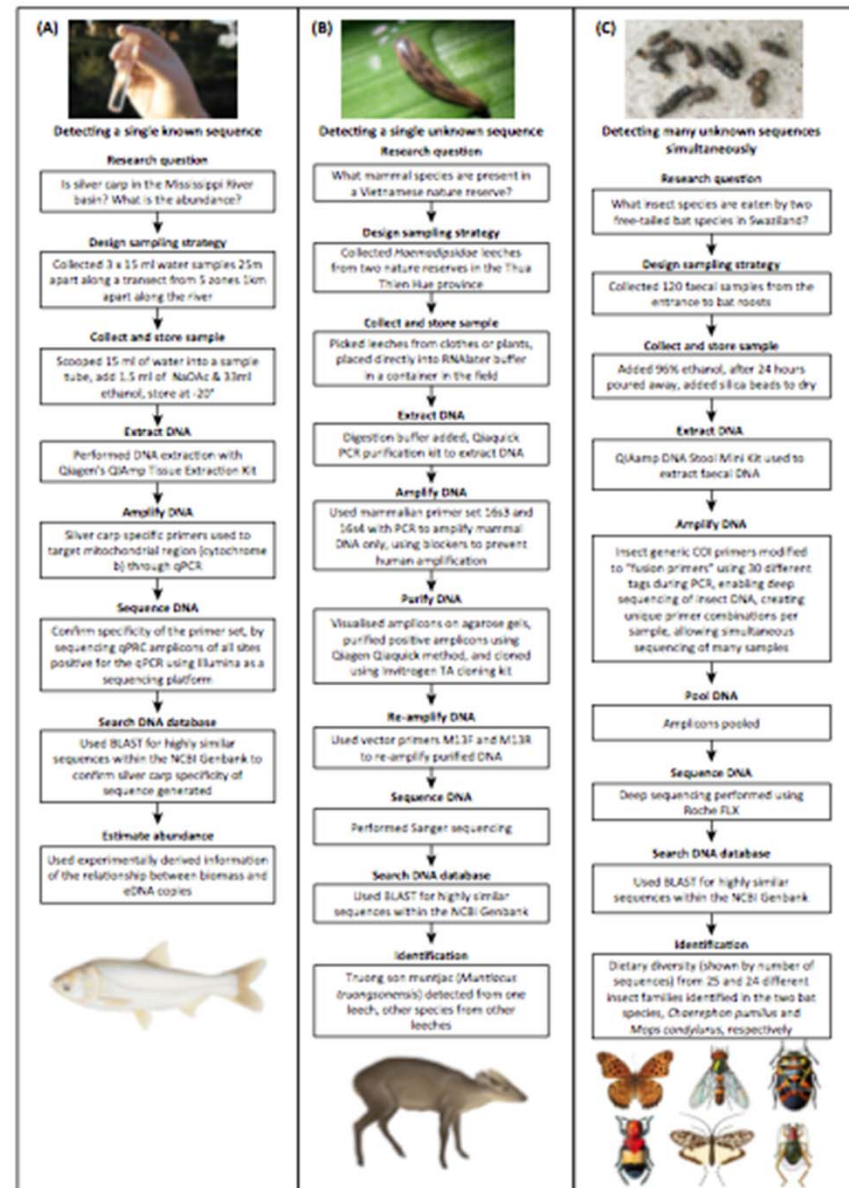 (A)
Detecting a single known sequence
Research question
Is silver carp in the Mississippi River
basin? What is the abundance?
Design sampling strategy
Collected 3 x 15 ml water samples 25m
apart along a transect from 5 zones 1km
apart along the river
Collect and store sample
Scooped 15 ml of water into a sample
tube, add 1.5 ml of NaOAc & 33ml
ethanol, store at -20°
Extract DNA
Performed DNA extraction with
Qiagen's QIAmp Tissue Extraction Kit
Amplify DNA
Silver carp specific primers used to
target mitochondrial region (cytochrome
b) through qPCR
Sequence DNA
Confirm specificity of the primer set, by
sequencing qPRC amplicons of all sites
positive for the qPCR using Illumina as a
sequencing platform
Search DNA database
Used BLAST for highly similar
sequences within the NCBI Genbank to
confirm silver carp specificity of
sequence generated
Estimate abundance
Used experimentally derived information
of the relationship between biomass and
eDNA copies
(B)
Detecting a single unknown sequence
Research question
What mammal species are present in
a Vietnamese nature reserve?
Design sampling strategy
Collected Haemadipsidae leeches
from two nature reserves in the Thua
Thien Hue province
Collect and store sample
Picked leeches from clothes or plants,
placed directly into RNAlater buffer
in a container in the field
Extract DNA
Digestion buffer added, Qiaquick
PCR purification kit to extract DNA
Amplify DNA
Used mammalian primer set 16s3 and
16s4 with PCR to amplify mammal
DNA only, using blockers to prevent
human amplification
Purify DNA
Visualised amplicons on agarose gels,
purified positive amplicons using
Qiagen Qiaquick method, and cloned
using Invitrogen TA cloning kit
Re-amplify DNA
Used vector primers M13F and M13R
to re-amplify purified DNA
Sequence DNA
Performed Sanger sequencing
Search DNA database
Used BLAST for highly similar
sequences within the NCBI Genbank
Identification
Truong son muntjac (Muntiacus
truongsonensis) detected from one
leech, other species from other
leeches
(C)
Detecting many unknown sequences
simultaneously
Research question
What insect species are eaten by two
free-tailed bat species in Swaziland?
Design sampling strategy
Collected 120 faecal samples from the
entrance to bat roosts
Collect and store sample
Added 96% ethanol, after 24 hours
poured away, added silica beads to dry
Extract DNA
QIAamp DNA Stool Mini Kit used to
extract faecal DNA
Amplify DNA
Insect generic COI primers modified
to "fusion primers" using 30 different
tags during PCR, enabling deep
sequencing of insect DNA, creating
unique primer combinations per
sample, allowing simultaneous
sequencing of many samples
Pool DNA
Amplicons pooled
Sequence DNA
Deep sequencing performed using
Roche FLX
Search DNA database
Used BLAST for highly similar
sequences within the NCBI Genbank
Identification
Dietary diversity (shown by number of
sequences) from 25 and 24 different
insect families identified in the two bat
species, Chaerephon pumilus and
Mops condylurus, respectively